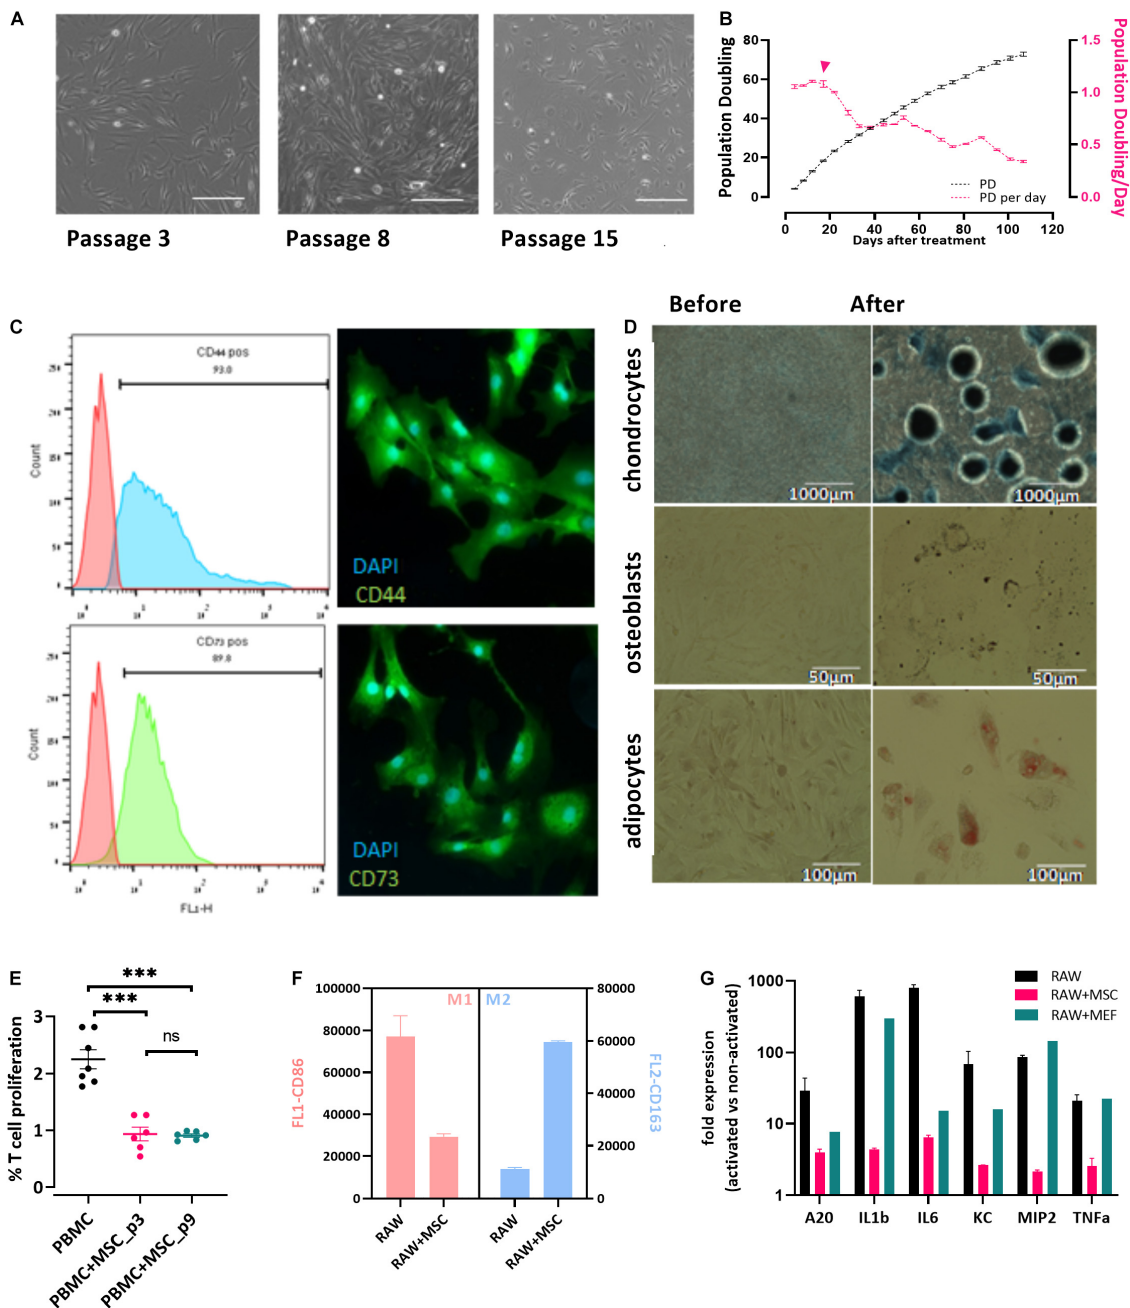 A
Passage 3
Passage 8
Passage 15
B
Population Doubling
80
60
40
20
0
1.5
1.0
0.5
0.0
Population Doubling/Day
PD
PD per day
0
20
40
60
80
100
120
Days after treatment
C
CD44 pos
93.0
Count
DAPI
CD44
CD73 pos
89.8
Count
FL1-H
DAPI
CD73
Before
After
D
chondrocytes
1000µm
1000µm
osteoblasts
50µm
50µm
adipocytes
100µm
100µm
E
***
***
ns
% T cell proliferation
3
2
1
0
PBMC
PBMC+MSC_p3
PBMC+MSC_p9
F
M1
M2
FL1-CD86
100000
80000
60000
40000
20000
0
80000
60000
40000
20000
0
FL2-CD163
RAW
RAW+MSC
RAW
RAW+MSC
G
RAW
RAW+MSC
RAW+MEF
fold expression
(activated vs non-activated)
1000
100
10
1
A20
IL1b
IL6
KC
MIP2
TNFa